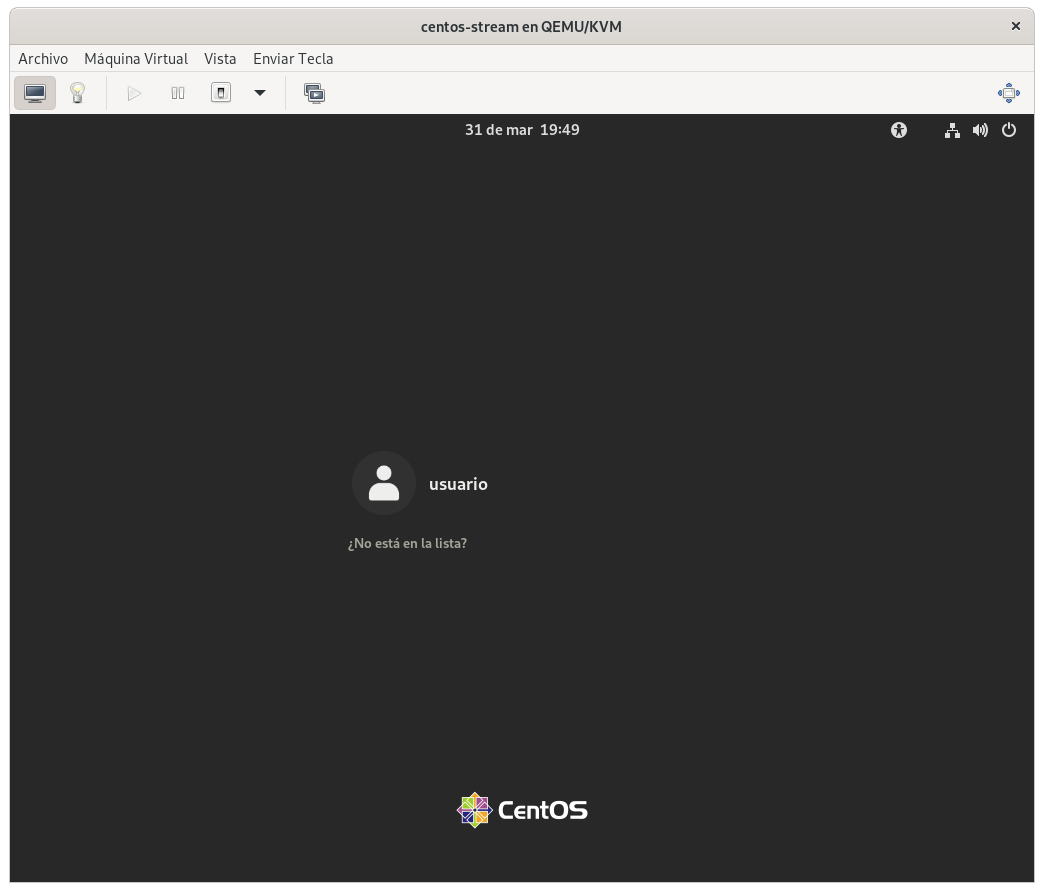 centos-stream en QEMU/KVM
Archivo Máquina Virtual Vista Enviar Tecla
31 de mar 19:49
usuario
¿No está en la lista?
CentOS